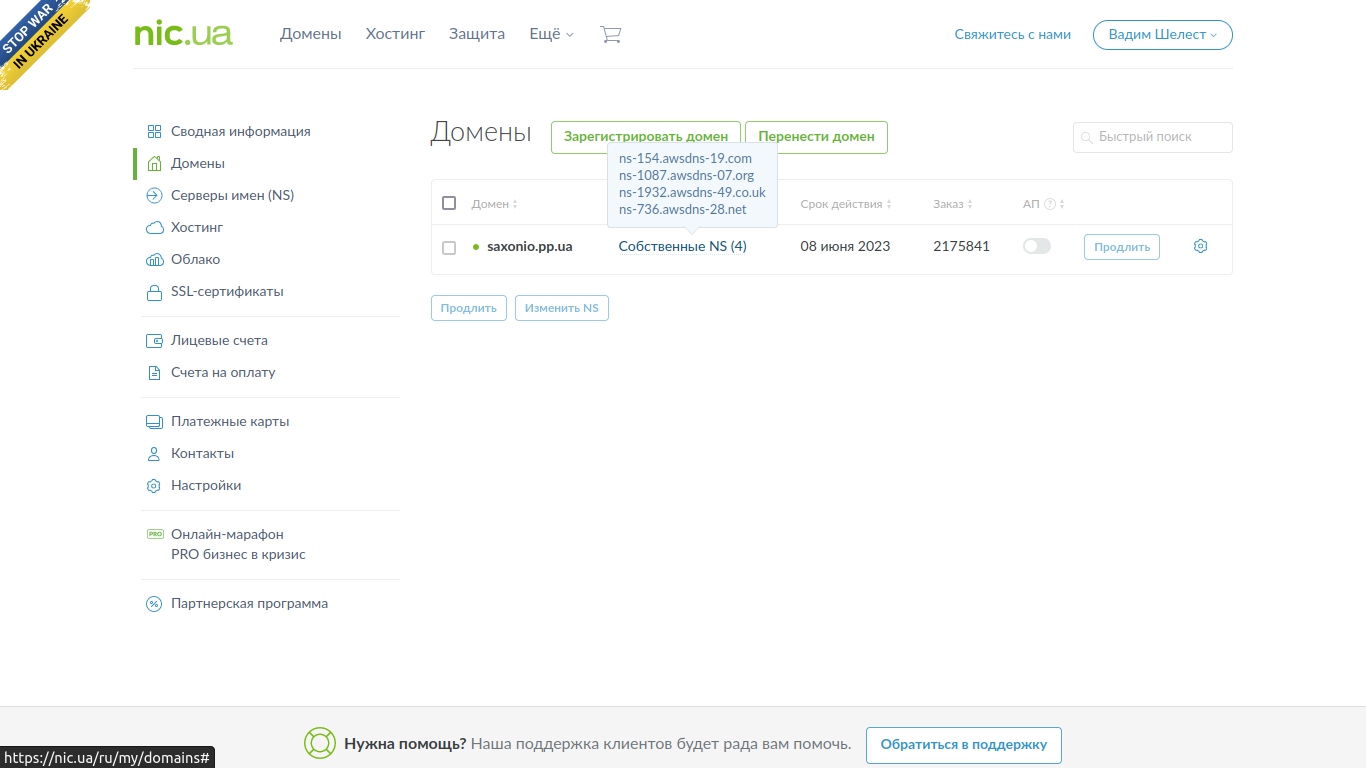 STOP WAR
IN UKRAINE
nic.ua
Домены Хостинг Защита Ещё
Свяжитесь с нами
Вадим Шелест
Сводная информация
Домены
Серверы имен (NS)
Хостинг
Облако
SSL-сертификаты
Лицевые счета
Счета на оплату
Платежные карты
Контакты
Настройки
PRO Онлайн-марафон
PRO бизнес в кризис
% Партнерская программа
Домены
Зарегистрировать домен Перенести домен
Быстрый поиск
ns-154.awsdns-19.com
ns-1087.awsdns-07.org
ns-1932.awsdns-49.co.uk
ns-736.awsdns-28.net
Домен Срок действия Заказ АП ?
saxonio.pp.ua Собственные NS (4) 08 июня 2023 2175841 Продлить
Продлить Изменить NS
Нужна помощь? Наша поддержка клиентов будет рада вам помочь. Обратиться в поддержку
https://nic.ua/ru/my/domains#